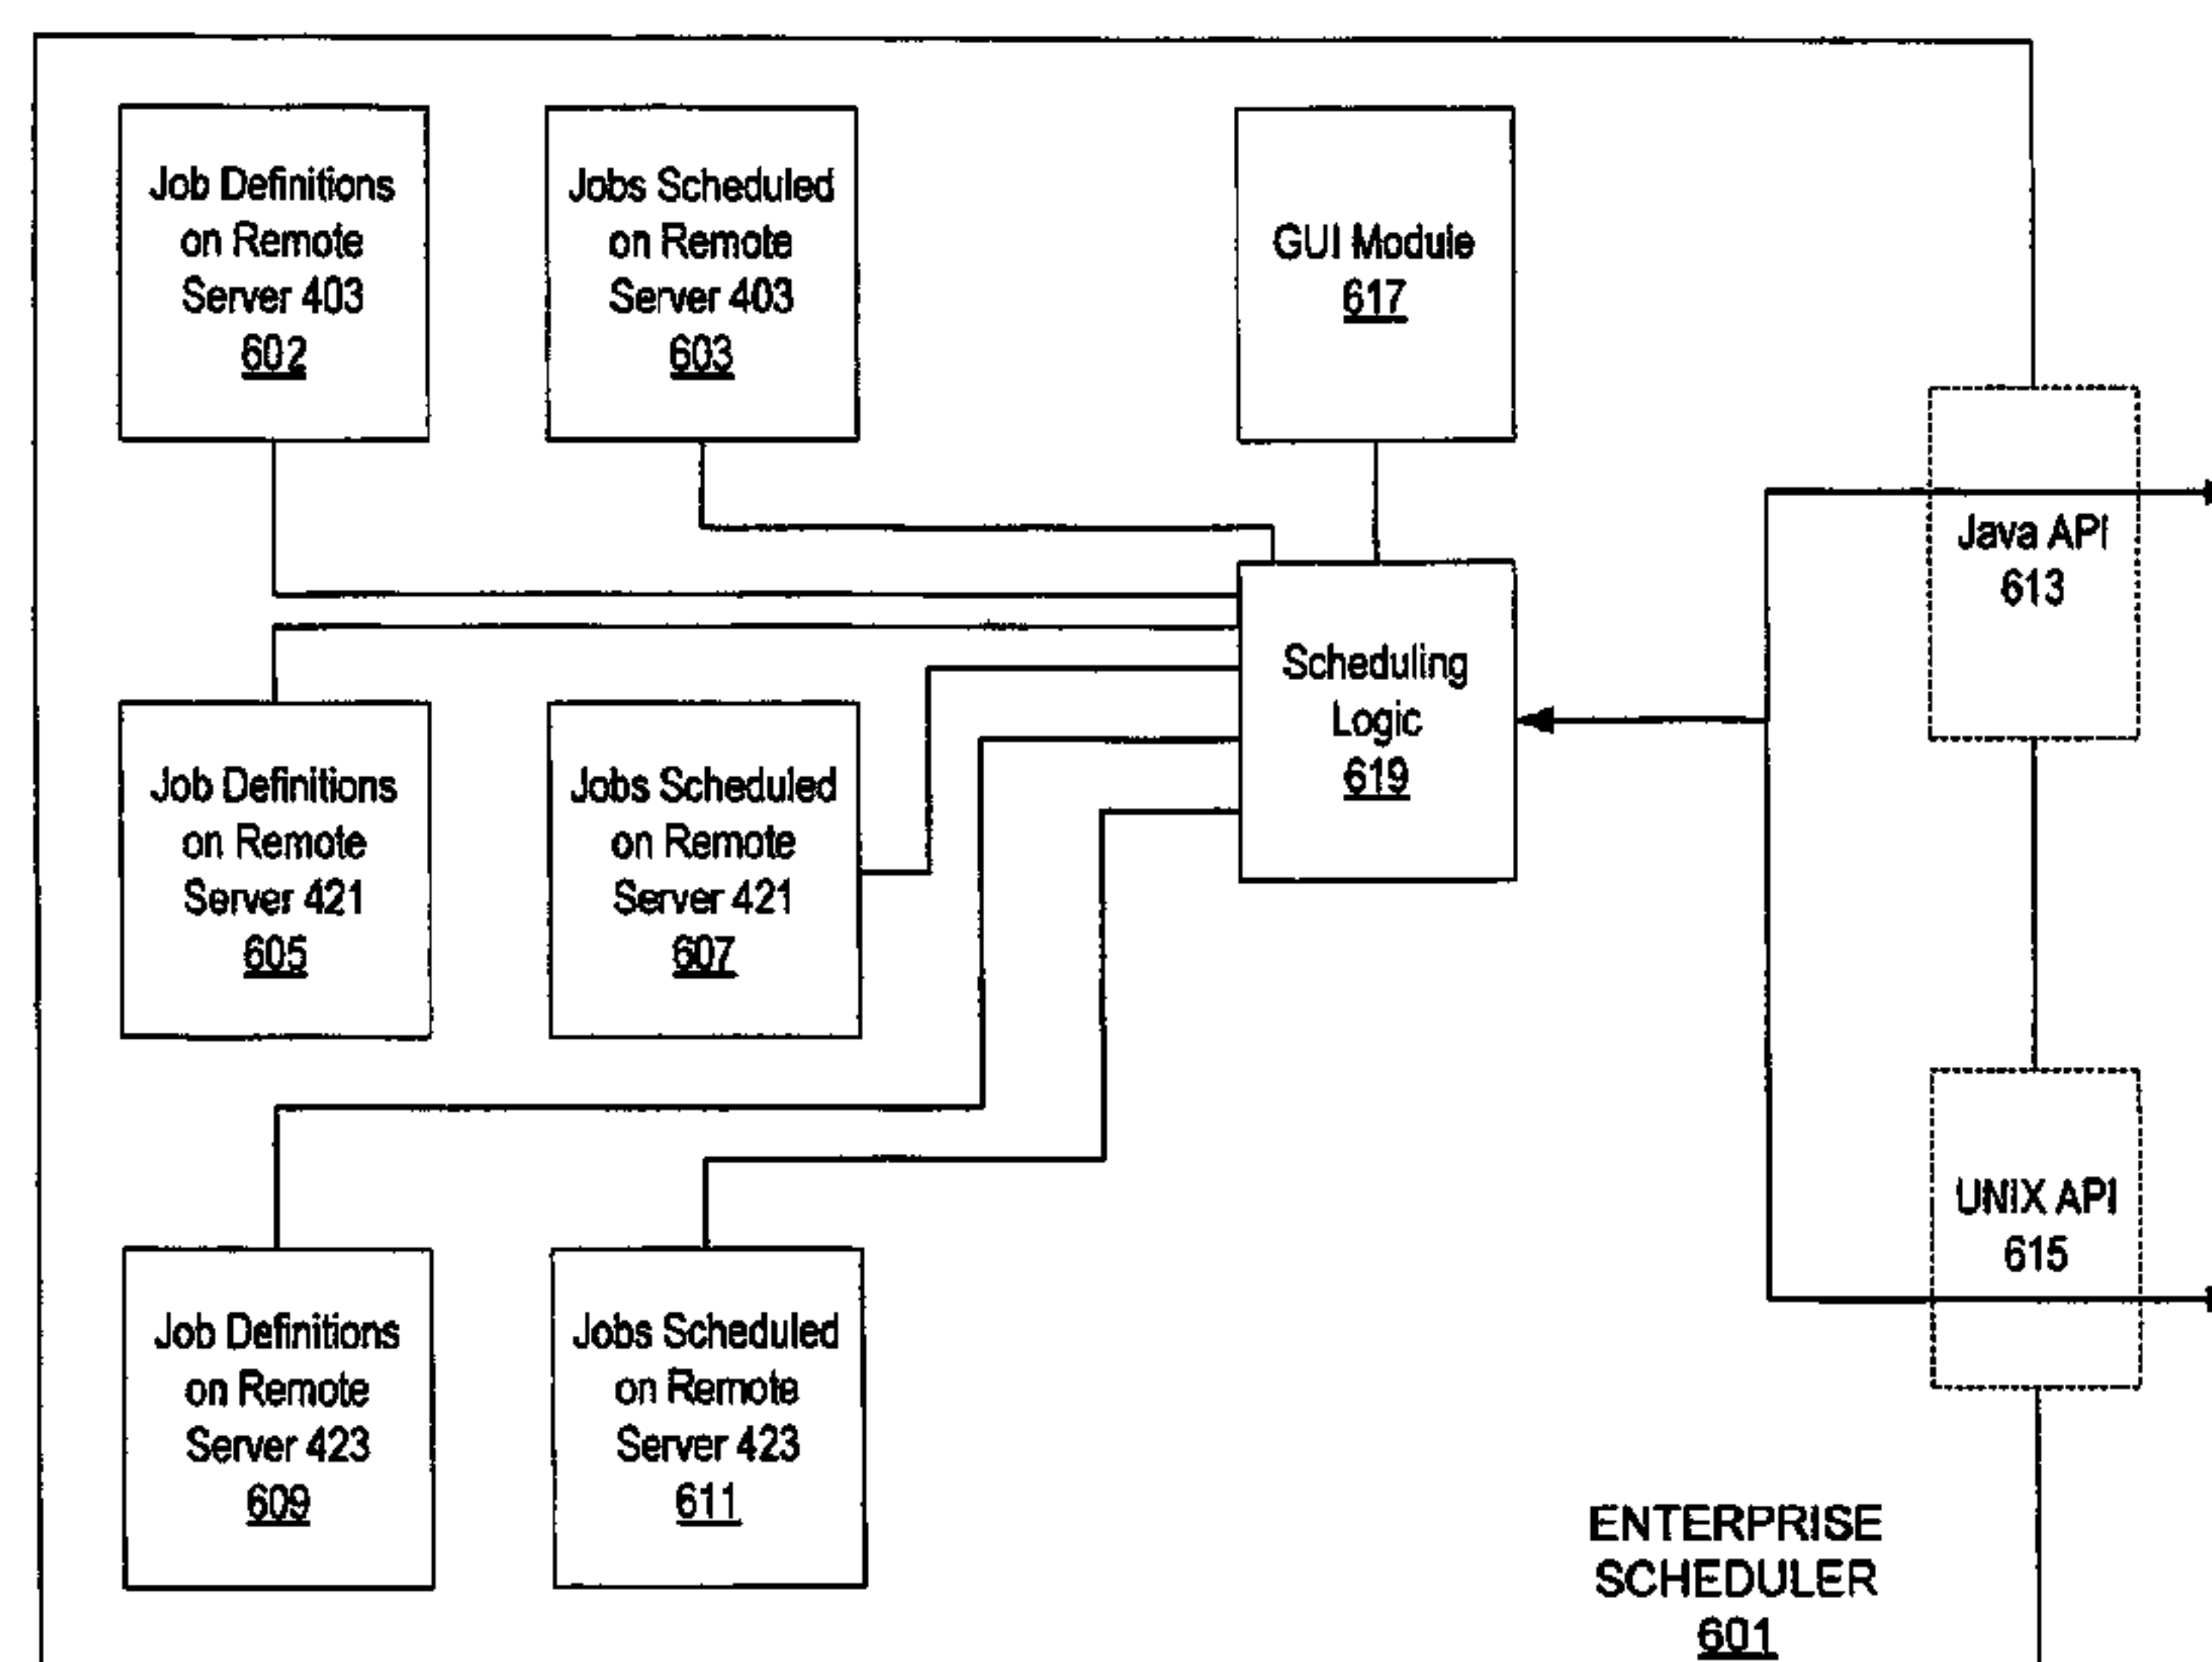 Job Definitions
on Remote
Server 403
602
Jobs Scheduled
on Remote
Server 403
603
GUI Module
617
Java API
613
Scheduling
Logic
619
Job Definitions
on Remote
Server 421
605
Jobs Scheduled
on Remote
Server 421
607
UNIX API
615
Job Definitions
on Remote
Server 423
609
Jobs Scheduled
on Remote
Server 423
611
ENTERPRISE
SCHEDULER
601